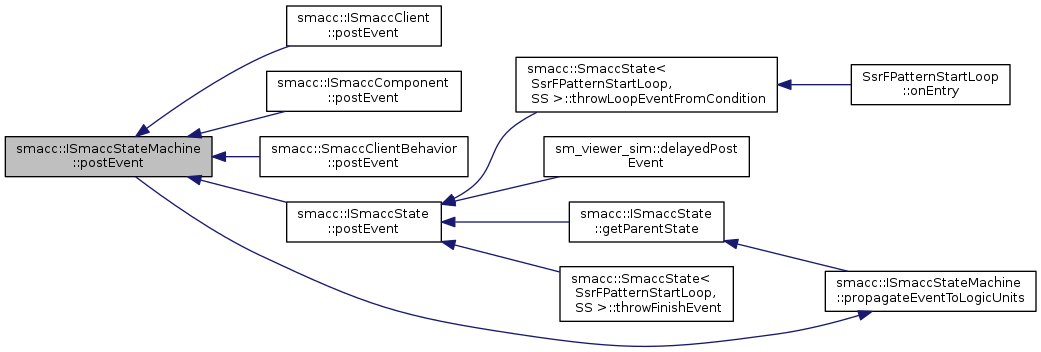 smacc::ISmaccClient
::postEvent
smacc::ISmaccComponent
::postEvent
smacc::SmaccClientBehavior
::postEvent
smacc::ISmaccStateMachine
::postEvent
smacc::ISmaccState
::postEvent
smacc::SmaccState<
SsrFPatternStartLoop,
SS >::throwLoopEventFromCondition
SsrFPatternStartLoop
::onEntry
sm_viewer_sim::delayedPost
Event
smacc::ISmaccState
::getParentState
smacc::SmaccState<
SsrFPatternStartLoop,
SS >::throwFinishEvent
smacc::ISmaccStateMachine
::propagateEventToLogicUnits